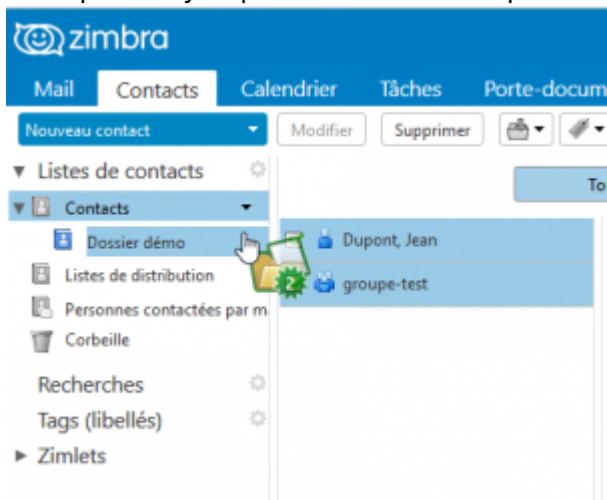 zimbra
Mail Contacts Calendrier Tâches Porte-docum
Nouveau contact Modifier Supprimer
Listes de contacts
To
Contacts
Dossier démo
Dupont, Jean
Listes de distribution
2 groupe-test
Personnes contactées par m
Corbeille
Recherches
Tags (libellés)
Zimlets